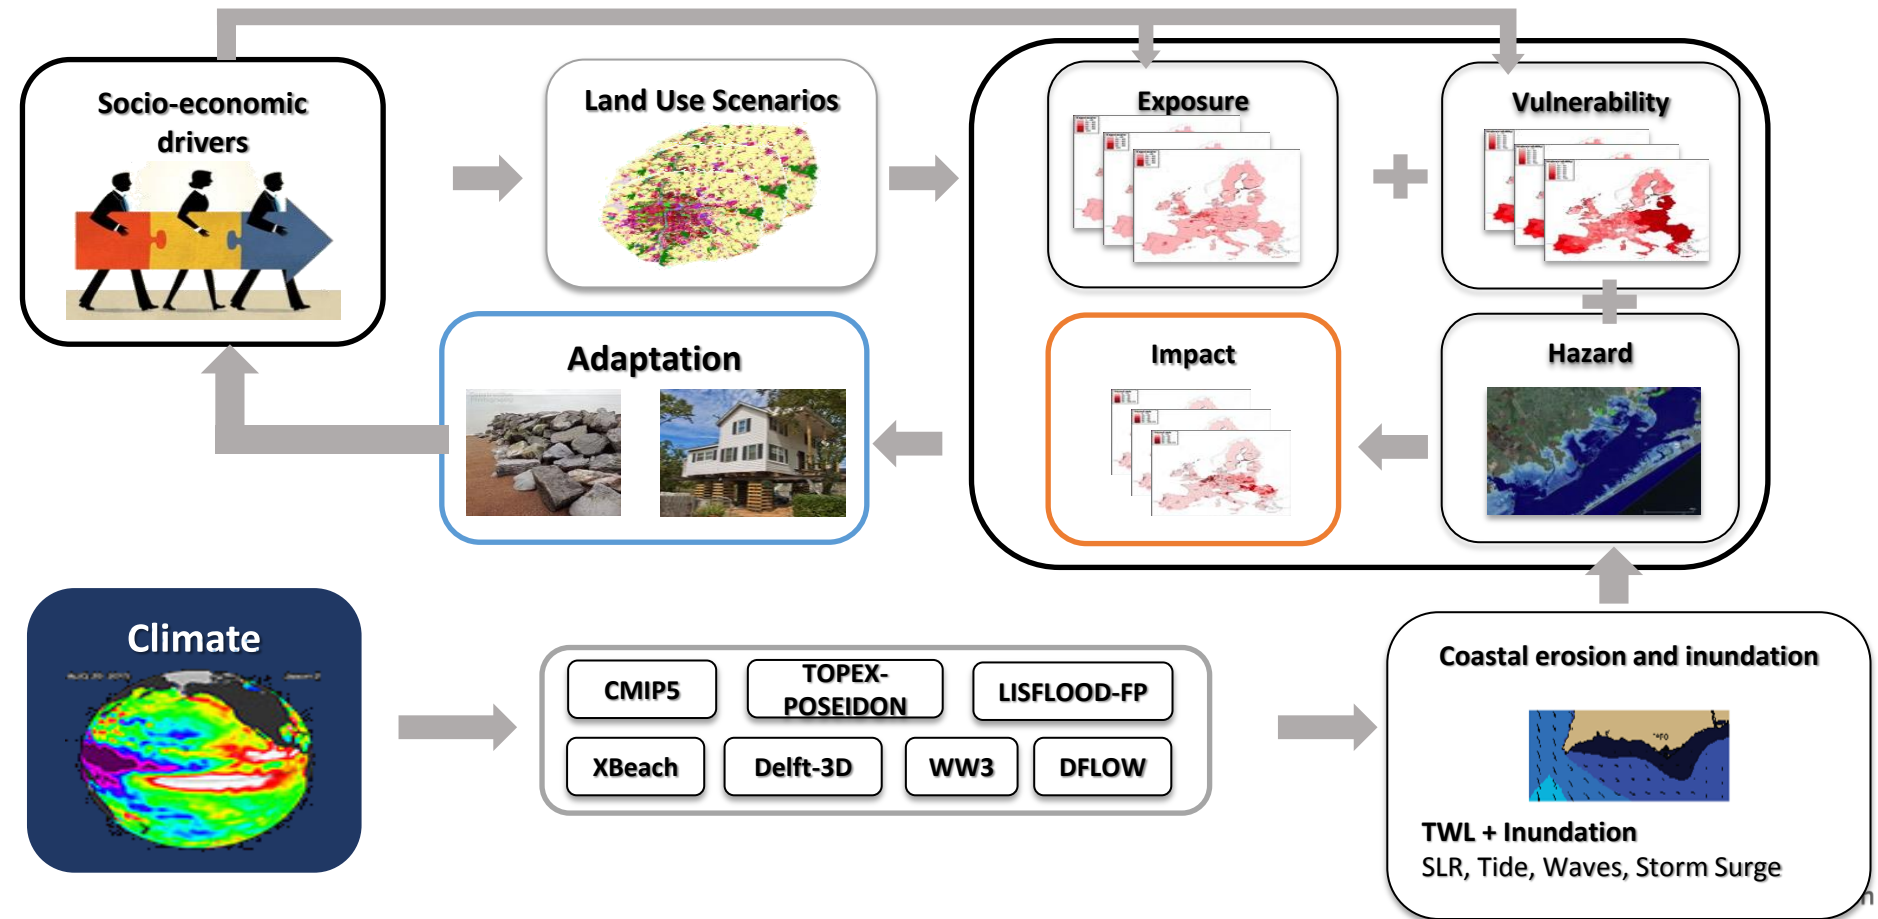 Socio-economic
drivers
Land Use Scenarios
Exposure
Vulnerability
Adaptation
Impact
Hazard
Climate
CMIP5
TOPEX-
POSEIDON
LISFLOOD-FP
XBeach
Delft-3D
WW3
DFLOW
Coastal erosion and inundation
TWL + Inundation
SLR, Tide, Waves, Storm Surge